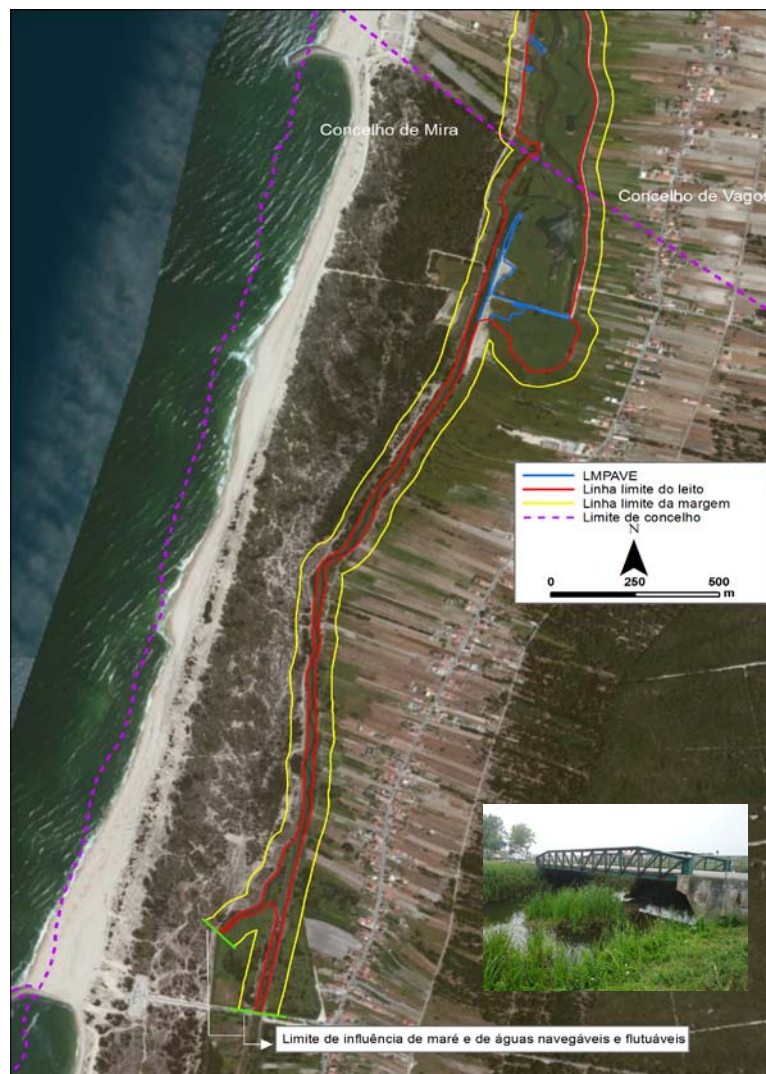 Concelho de Mira
Concelho de Vagos
LMPAVE
Linha limite do leito
Linha limite da margem
Limite de concelho
N
0 250 500
m
Limite de influência de maré e de águas navegáveis e flutuáveis